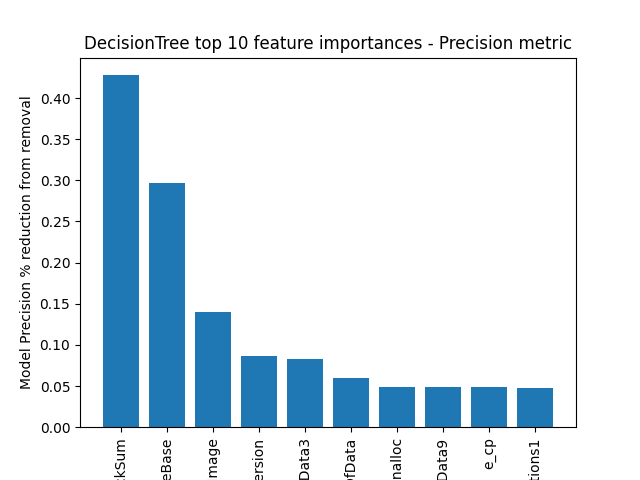 DecisionTree top 10 feature importances - Precision metric
Model Precision % reduction from removal
0.40
0.35
0.30
0.25
0.20
0.15
0.10
0.05
0.00
ckSum
eBase
mage
ersion
Data3
ofData
nalloc
Data9
e_cp
tions1